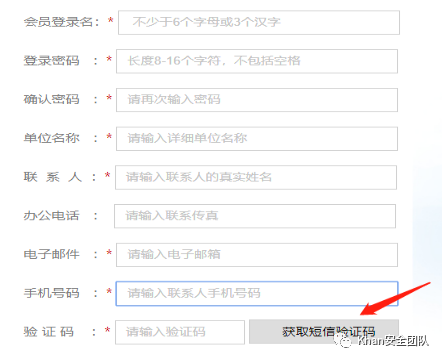 会员登录名：* 不少于6个字母或3个汉字
登录密码 ：* 长度8-16个字符，不包括空格
确认密码 ：* 请再次输入密码
单位名称 ：* 请输入详细单位名称
联 系 人 ：* 请输入联系人的真实姓名
办公电话 ： 请输入联系传真
电子邮件 ：* 请输入电子邮箱
手机号码 ：* 请输入联系人手机号码
验 证 码 ：* 请输入验证码 获取短信验证码
Khan安全团队